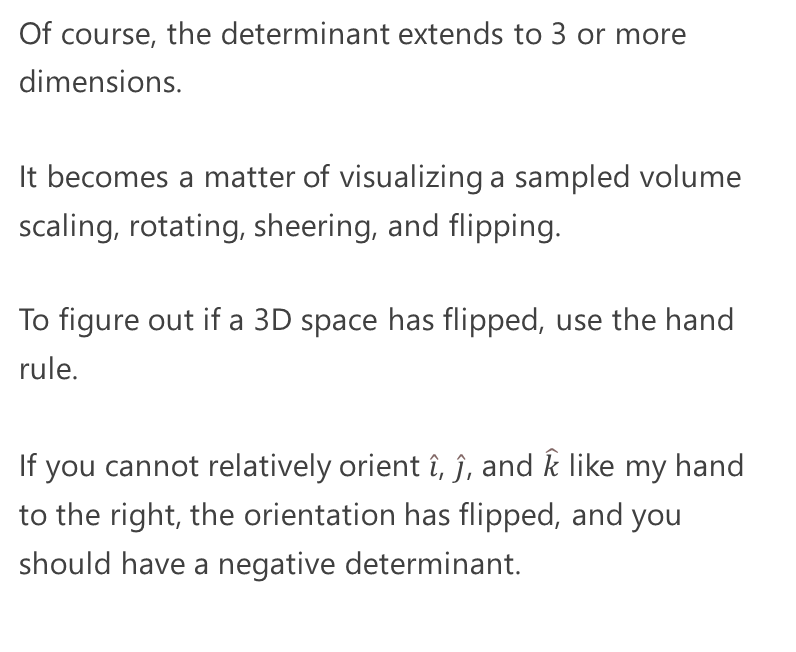 Of course, the determinant extends to 3 or more
dimensions.
It becomes a matter of visualizing a sampled volume
scaling, rotating, sheering, and flipping.
To figure out if a 3D space has flipped, use the hand
rule.
If you cannot relatively orient î, ĵ, and k̂ like my hand
to the right, the orientation has flipped, and you
should have a negative determinant.